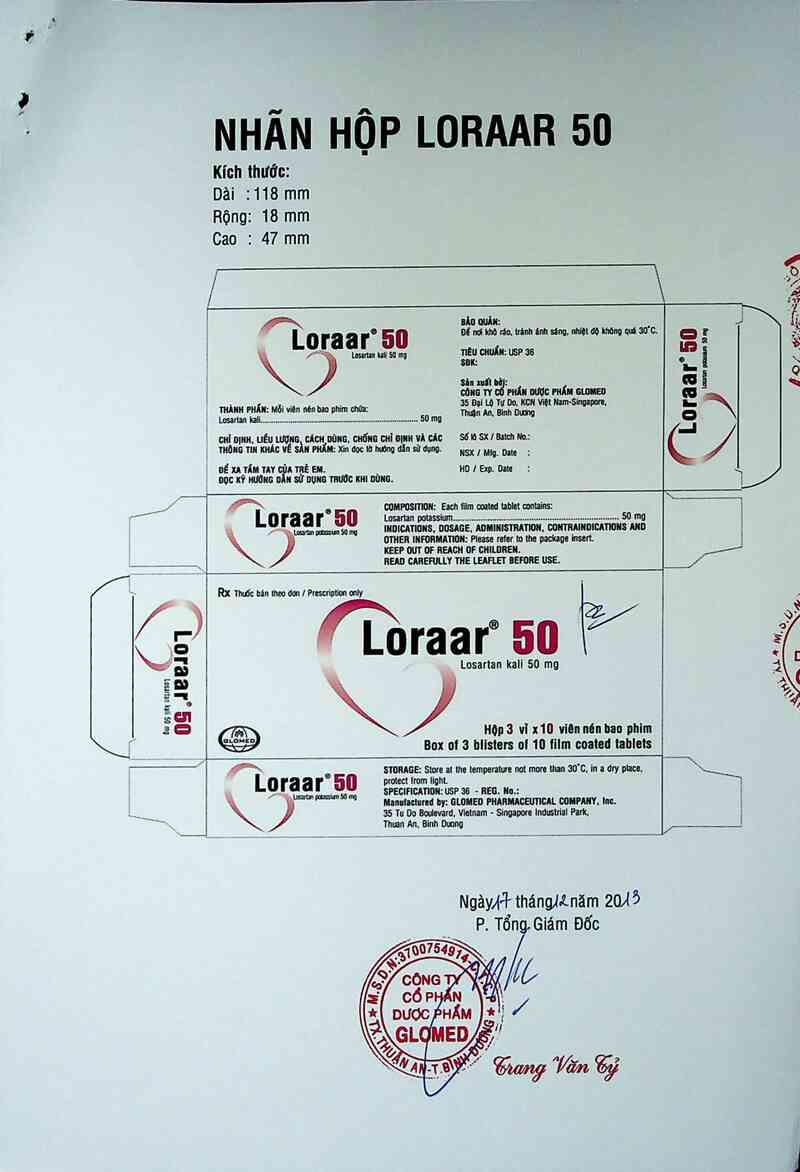 NHÃN HỘP LORAAR 50
Kích thước:
Dài : 118 mm
Rộng: 18 mm
Cao : 47 mm
Loraar® 50
Losartan kali 50 mg
THÀNH PHẦN: Mỗi viên nén bao phim chứa:
Losartan kali.......................................................... 50 mg
CHỈ ĐỊNH, LIỀU LƯỢNG, CÁCH DÙNG, CHỐNG CHỈ ĐỊNH VÀ CÁC
THÔNG TIN KHÁC VỀ SẢN PHẨM: Xin đọc tờ hướng dẫn sử dụng.
ĐỂ XA TẦM TAY CỦA TRẺ EM.
ĐỌC KỸ HƯỚNG DẪN SỬ DỤNG TRƯỚC KHI DÙNG.
BẢO QUẢN:
Để nơi khô ráo, tránh ánh sáng, nhiệt độ không quá 30°C.
TIÊU CHUẨN: USP 36
SĐK:
Sản xuất bởi:
CÔNG TY CỔ PHẦN DƯỢC PHẨM GLOMED
35 Đại Lộ Tự Do, KCN Việt Nam-Singapore,
Thuận An, Bình Dương
Số lô SX / Batch No.:
NSX / Mfg. Date :
HD / Exp. Date :
Loraar® 50
Losartan potassium 50 mg
Loraar® 50
Losartan potassium 50 mg
COMPOSITION: Each film coated tablet contains:
Losartan potassium.......................................................... 50 mg
INDICATIONS, DOSAGE, ADMINISTRATION, CONTRAINDICATIONS AND
OTHER INFORMATION: Please refer to the package insert.
KEEP OUT OF REACH OF CHILDREN.
READ CAREFULLY THE LEAFLET BEFORE USE.
Rx Thuốc bán theo đơn / Prescription only
Loraar® 50
Losartan kali 50 mg
Hộp 3 vỉ x 10 viên nén bao phim
Box of 3 blisters of 10 film coated tablets
GLOMED
Loraar® 50
Losartan kali 50 mg
Loraar® 50
Losartan potassium 50 mg
STORAGE: Store at the temperature not more than 30°C, in a dry place,
protect from light.
SPECIFICATION: USP 36 - REG. No.:
Manufactured by: GLOMED PHARMACEUTICAL COMPANY, Inc.
35 Tu Do Boulevard, Vietnam - Singapore Industrial Park,
Thuan An, Binh Duong
Ngày 17 tháng 12 năm 2013
P. Tổng Giám Đốc
M.S.D.N:3700754914-C.T.C.P
CÔNG TY
CỔ PHẦN
DƯỢC PHẨM
GLOMED
TX.THUẬN AN-T.BÌNH DƯƠNG
Trang Văn Tý